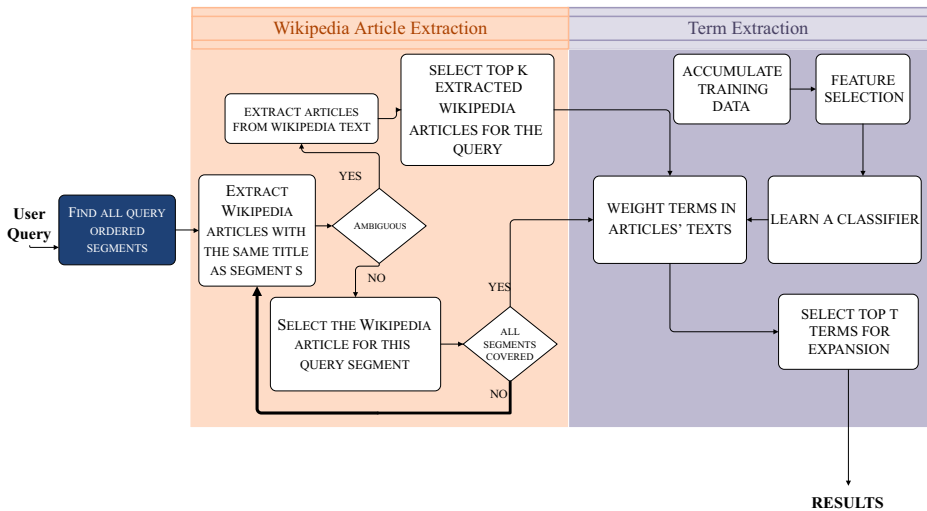 Wikipedia Article Extraction
Term Extraction
SELECT TOP K
EXTRACTED
WIKIPEDIA
ARTICLES FOR THE
QUERY
ACCUMULATE
TRAINING
DATA
FEATURE
SELECTION
EXTRACT ARTICLES
FROM WIKIPEDIA TEXT
YES
User
Query
FIND ALL QUERY
ORDERED
SEGMENTS
EXTRACT
WIKIPEDIA
ARTICLES WITH
THE SAME TITLE
AS SEGMENT S
AMBIGUOUS
WEIGHT TERMS IN
ARTICLES' TEXTS
LEARN A CLASSIFIER
NO
YES
SELECT THE WIKIPEDIA
ARTICLE FOR THIS
QUERY SEGMENT
ALL
SEGMENTS
COVERED
SELECT TOP T
TERMS FOR
EXPANSION
NO
RESULTS